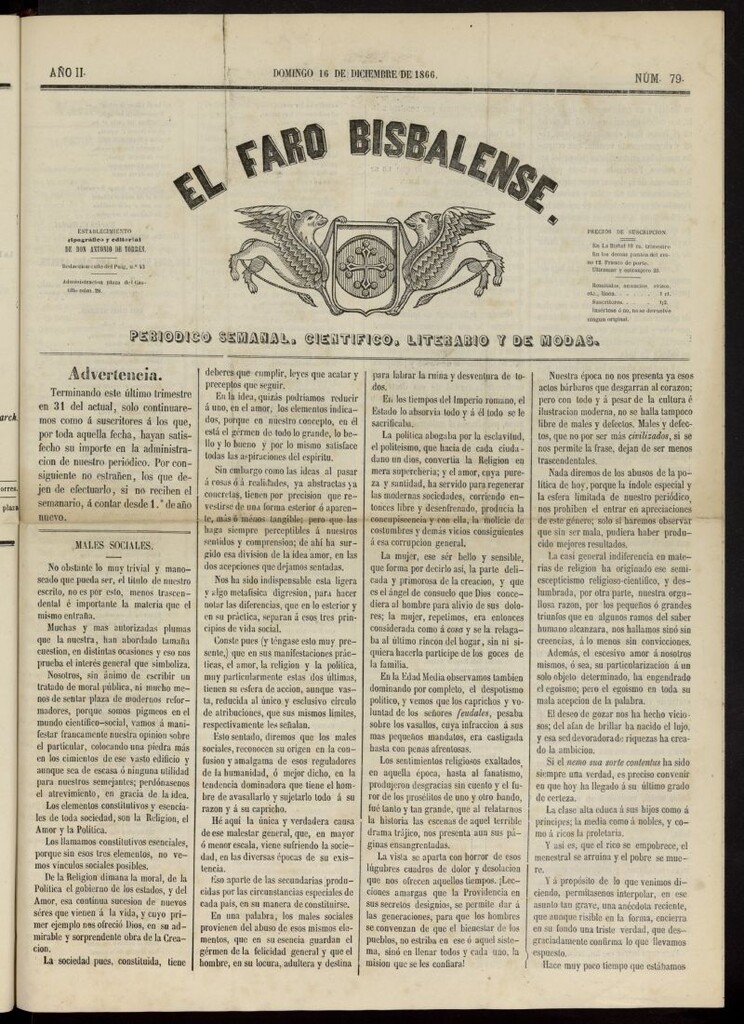 AÑO II.
DOMINGO 16 DE DICIEMBRE DE 1866.
NÚM. 79.
EL FARO BISBALENSE.
ESTABLECIMIENTO
tipográfico y editorial
DE DON ANTONIO DE TORRES.
PRECIOS DE SUSCRICION.
PERIODICO SEMANAL, CIENTIFICO, LITERARIO Y DE MODAS.
Advertencia.
Terminando este último trimestre
en 31 del actual, solo continuare-
mos como á suscritores á los que,
por toda aquella fecha, hayan satis-
fecho su importe en la administra-
cion de nuestro periódico. Por con-
siguiente no estrañen, los que de-
jen de efectuarlo, si no reciben el
semanario, á contar desde 1.º de año
nuevo.
MALES SOCIALES.
No obstante lo muy trivial y mano-
seado que pueda ser, el título de nuestro
escrito, no es por esto, menos trascen-
dental é importante la materia que el
mismo entraña.
Muchas y mas autorizadas plumas
que la nuestra, han abordado tamaña
cuestion, en distintas ocasiones y eso nos
prueba el interés general que simboliza.
Nosotros, sin ánimo de escribir un
tratado de moral pública, ni mucho me-
nos de sentar plaza de modernos refor-
madores, porque somos pigmeos en el
mundo científico-social, vamos á mani-
festar francamente nuestra opinion sobre
el particular, colocando una piedra más
en los cimientos de ese vasto edificio y
aunque sea de escasa ó ninguna utilidad
para nuestros semejantes; perdónasenos
el atrevimiento, en gracia de la idea.
Los elementos constitutivos y esencia-
les de toda sociedad, son la Religion, el
Amor y la Política.
Los llamamos constitutivos esenciales,
porque sin esos tres elementos, no ve-
mos vínculos sociales posibles.
De la Religion dimana la moral, de la
Política el gobierno de los estados, y del
Amor, esa continua sucesion de nuevos
séres que vienen á la vida, y cuyo pri-
mer ejemplo nos ofreció Dios, en su ad-
mirable y sorprendente obra de la Crea-
cion.
La sociedad pues, constituida, tiene
deberes que cumplir, leyes que acatar y
preceptos que seguir.
En la idea, quizás podríamos reducir
á uno, en el amor, los elementos indica-
dos, porque en nuestro concepto, en él
está el gérmen de todo lo grande, lo be-
llo y lo bueno y por lo mismo satisface
todas las aspiraciones del espíritu.
Sin embargo como las ideas al pasar
á cosas ó á realidades, ya abstractas ya
concretas, tienen por precision que re-
vestirse de una forma esterior ó aparen-
te, más ó ménos tangible; pero que las
haga siempre perceptibles á nuestros
sentidos y comprension; de ahí ha sur-
gido esa division de la idea amor, en las
dos acepciones que dejamos sentadas.
Nos ha sido indispensable esta ligera
y algo metafísica digresion, para hacer
notar las diferencias, que en lo esterior y
en su práctica, separan á esos tres princi-
pios de vida social.
Conste pues (y téngase esto muy pre-
sente,) que en sus manifestaciones prác-
ticas, el amor, la religion y la política,
muy particularmente estas dos últimas,
tienen su esfera de accion, aunque vas-
ta, reducida al único y esclusivo circulo
de atribuciones, que sus mismos límites,
respectivamente les señalan.
Esto sentado, diremos que los males
sociales, reconocen su origen en la con-
fusion y amalgama de esos reguladores
de la humanidad, ó mejor dicho, en la
tendencia dominadora que tiene el hom-
bre de avasallarlo y sujetarlo todo á su
razon y á su capricho.
Hé aquí la única y verdadera causa
de ese malestar general, que, en mayor
ó menor escala, viene sufriendo la socie-
dad, en las diversas épocas de su exis-
tencia.
Eso aparte de las secundarias produci-
das por las circunstancias especiales de
cada pais, en su manera de constituirse.
En una palabra, los males sociales
provienen del abuso de esos mismos ele-
mentos, que en su esencia guardan el
gérmen de la felicidad general y que el
hombre, en su locura, adultera y destina
para labrar la ruina y desventura de to-
dos.
En los tiempos del Imperio romano, el
Estado lo absorvia todo y á él todo se le
sacrificaba.
La política abogaba por la esclavitud,
el politeismo, que hacia de cada ciuda-
dano un dios, convertia la Religion en
mera supercheria; y el amor, cuya pure-
za y santidad, ha servido para regenerar
las modernas sociedades, corriendo en-
tonces libre y desenfrenado, producia la
concupiscencia y con ella, la molicie de
costumbres y demás vicios consiguientes
á esa corrupcion general.
La mujer, ese sér bello y sensible,
que forma por decirlo así, la parte deli-
cada y primorosa de la creacion, y que
es el ángel de consuelo que Dios conce-
diera al hombre para alivio de sus dolo-
res; la mujer, repetimos, era entonces
considerada como á cosa y se la relaga-
ba al último rincon del hogar, sin ni si-
quiera hacerla participe de los goces de
la familia.
En la Edad Media observamos tambien
dominando por completo, el despotismo
político, y vemos que los caprichos y vo-
luntad de los señores feudales, pesaba
sobre los vasallos, cuya infraccion á sus
mas pequeños mandatos, era castigada
hasta con penas afrentosas.
Los sentimientos religiosos exaltados
en aquella época, hasta al fanatismo,
produjeron desgracias sin cuento y el fu-
ror de los prosélitos de uno y otro bando,
fué tanto y tan grande, que al relatarnos
la historia las escenas de aquel terrible
drama trájico, nos presenta aun sus pá-
ginas ensangrentadas.
La vista se aparta con horror de esos
lúgubres cuadros de dolor y desolacion
que nos ofrecen aquellos tiempos. ¡Lec-
ciones amargas que la Providencia en
sus secretos designios, se permite dar á
las generaciones, para que los hombres
se convenzan de que el bienestar de los
pueblos, no estriba en ese ó aquel siste-
ma, sinó en llenar todos y cada uno, la
mision que se les confiara!
Nuestra época no nos presenta ya esos
actos bárbaros que desgarran al corazon;
pero con todo y á pesar de la cultura é
ilustracion moderna, no se halla tampoco
libre de males y defectos. Males y defec-
tos, que no por ser más civilizados, si se
nos permite la frase, dejan de ser menos
trascendentales.
Nada diremos de los abusos de la po-
lítica de hoy, porque la índole especial y
la esfera limitada de nuestro periódico,
nos prohiben el entrar en apreciaciones
de este género; solo si haremos observar
que sin ser mala, pudiera haber produ-
cido mejores resultados.
La casi general indiferencia en mate-
rias de religion ha originado ese semi-
escepticismo religioso-científico, y des-
lumbrada, por otra parte, nuestra orgu-
llosa razon, por los pequeños ó grandes
triunfos que en algunos ramos del saber
humano alcanzara, nos hallamos sinó sin
creencias, á lo menos sin convicciones.
Además, el escesivo amor á nosotros
mismos, ó sea, su particularizacion á un
solo objeto determinado, ha engendrado
el egoismo; pero el egoismo en toda su
mala acepcion de la palabra.
El deseo de gozar nos ha hecho vicio-
sos; del afan de brillar ha nacido el lujo,
y esa sed devoradora de riquezas ha crea-
do la ambicion.
Si el nemo sua sorte contentus ha sido
siempre una verdad, es preciso convenir
en que hoy ha llegado á su último grado
de certeza.
La clase alta educa á sus hijos como á
príncipes; la media como á nobles, y co-
mo á ricos la proletaria.
Y asi es, que el rico se empobrece, el
menestral se arruina y el pobre se mue-
re.
Y á propósito de lo que venimos di-
ciendo, permítasenos interpolar, en ese
asunto tan grave, una anécdota reciente,
que aunque risible en la forma, encierra
en su fondo una triste verdad, que des-
graciadamente confirma lo que llevamos
espuesto.
Hace muy poco tiempo que estábamos